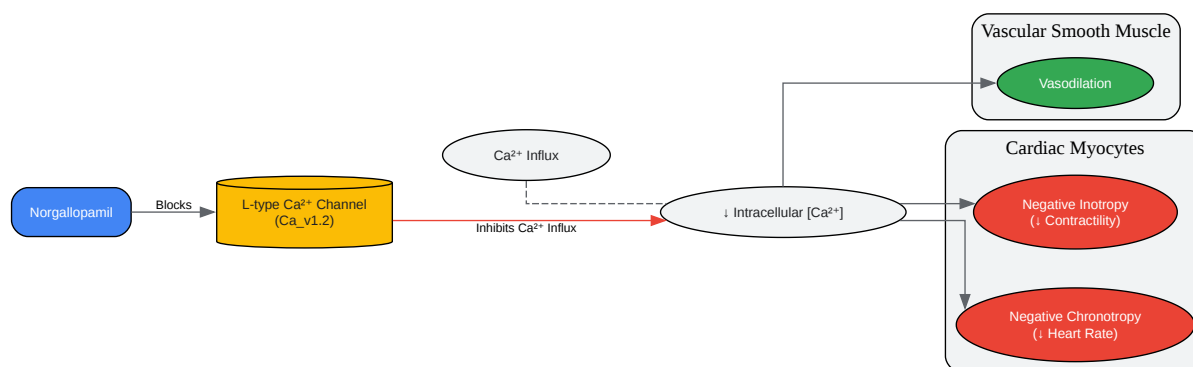 Norgallopamil
Blocks
L-type Ca²⁺ Channel
(Ca_v1.2)
Inhibits Ca²⁺ Influx
Ca²⁺ Influx
↓ Intracellular [Ca²⁺]
Vascular Smooth Muscle
Vasodilation
Cardiac Myocytes
Negative Inotropy
(↓ Contractility)
Negative Chronotropy
(↓ Heart Rate)